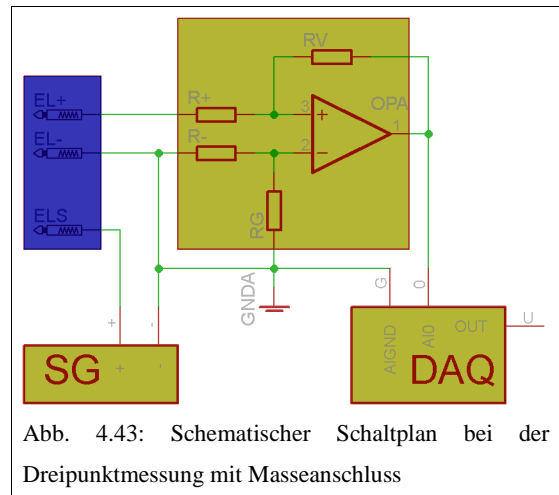 RV
EL+
R+
3
+
OPA
1
EL-
R-
2
−
ELS
RG
GNDA
G
0
+
-
U
OUT
AIGND
AI0
SG
+
-
DAQ
Abb. 4.43: Schematischer Schaltplan bei der
Dreipunktmessung mit Masseanschluss